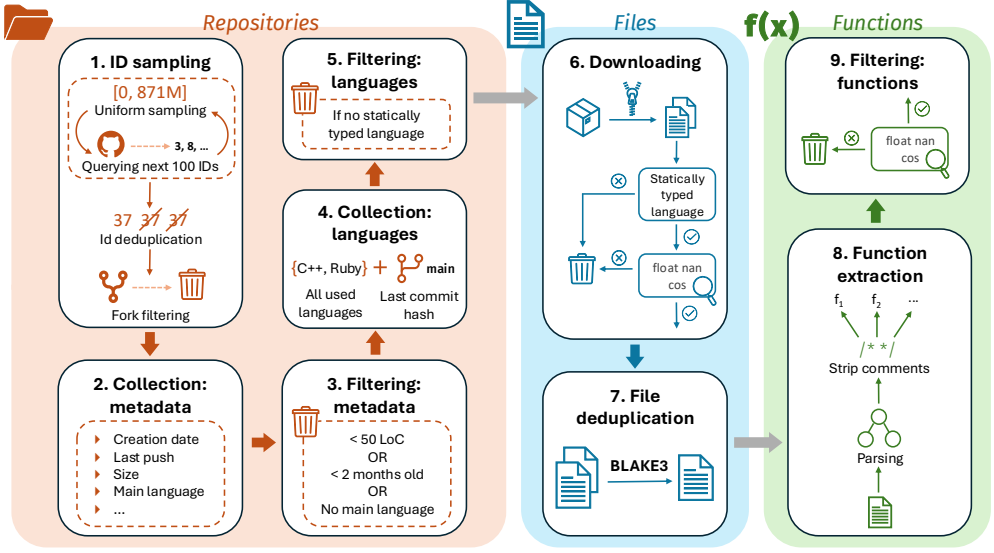 Repositories
1. ID sampling
[0, 871M]
Uniform sampling
3, 8, ...
Querying next 100 IDs
37 37 37
Id deduplication
Fork filtering
2. Collection:
metadata
Creation date
Last push
Size
Main language
...
3. Filtering:
metadata
< 50 LoC
OR
< 2 months old
OR
No main language
4. Collection:
languages
{C++, Ruby} + main
All used
languages
Last commit
hash
5. Filtering:
languages
If no statically
typed language
Files
6. Downloading
Statically
typed
language
float nan
cos
7. File
deduplication
BLAKE3
f(x) Functions
8. Function
extraction
f1 f2 ...
/* */
Strip comments
Parsing
9. Filtering:
functions
float nan
cos